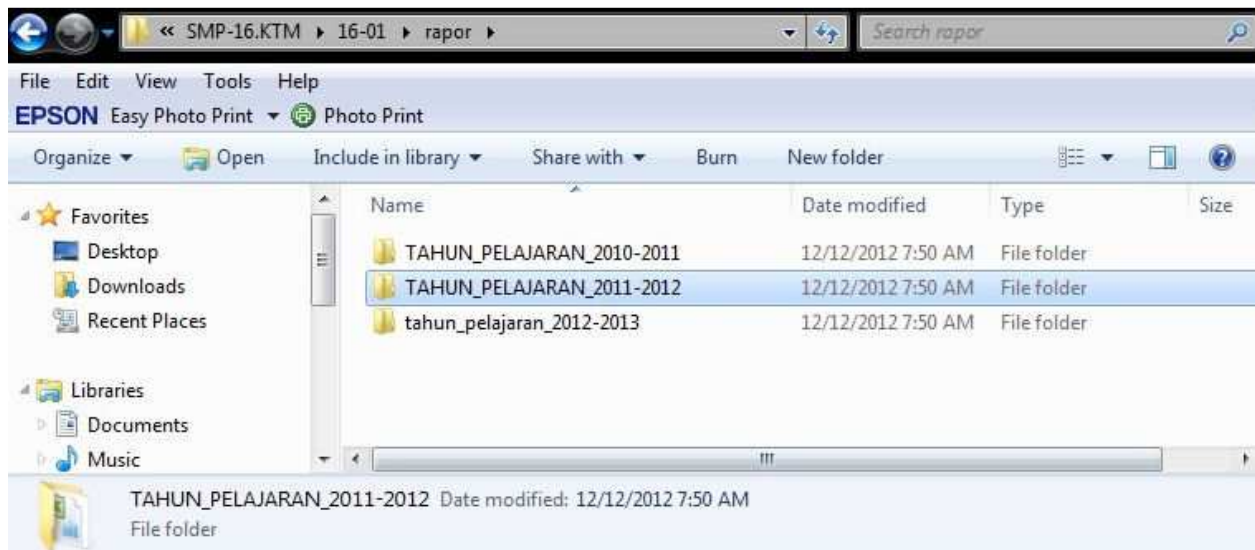 « SMP-16.KTM ▸ 16-01 ▸ rapor ▸ Search rapor
File Edit View Tools Help
EPSON Easy Photo Print Photo Print
Organize Open Include in library Share with Burn New folder
Name Date modified Type Size
Favorites
Desktop
Downloads
Recent Places
Libraries
Documents
Music
TAHUN_PELAJARAN_2010-2011 12/12/2012 7:50 AM File folder
TAHUN_PELAJARAN_2011-2012 12/12/2012 7:50 AM File folder
tahun_pelajaran_2012-2013 12/12/2012 7:50 AM File folder
TAHUN_PELAJARAN_2011-2012 Date modified: 12/12/2012 7:50 AM
File folder